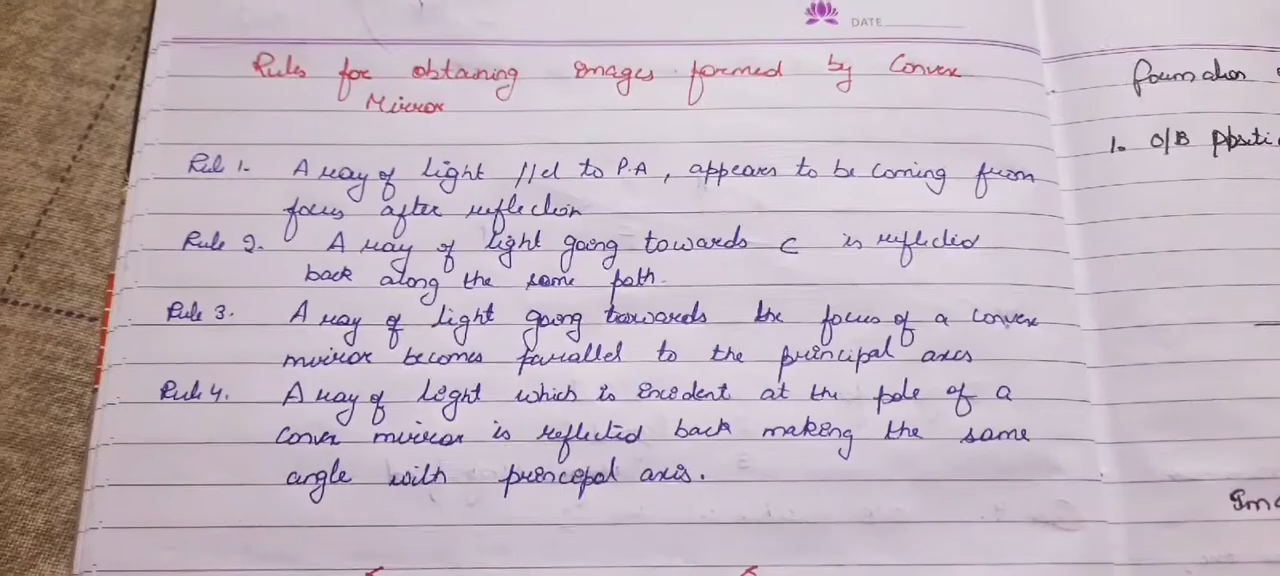 DATE
Rules for obtaining images formed by Convex
Mirror
Rule 1. A ray of light //el to P.A, appears to be coming from
focus after reflection
Rule 2. A ray of light going towards C is reflected
back along the same path.
Rule 3. A ray of light going towards the focus of a convex
mirror becomes parallel to the principal axis
Rule 4. A ray of light which is incident at the pole of a
convex mirror is reflected back making the same
angle with principal axis.
formation
1. O/B